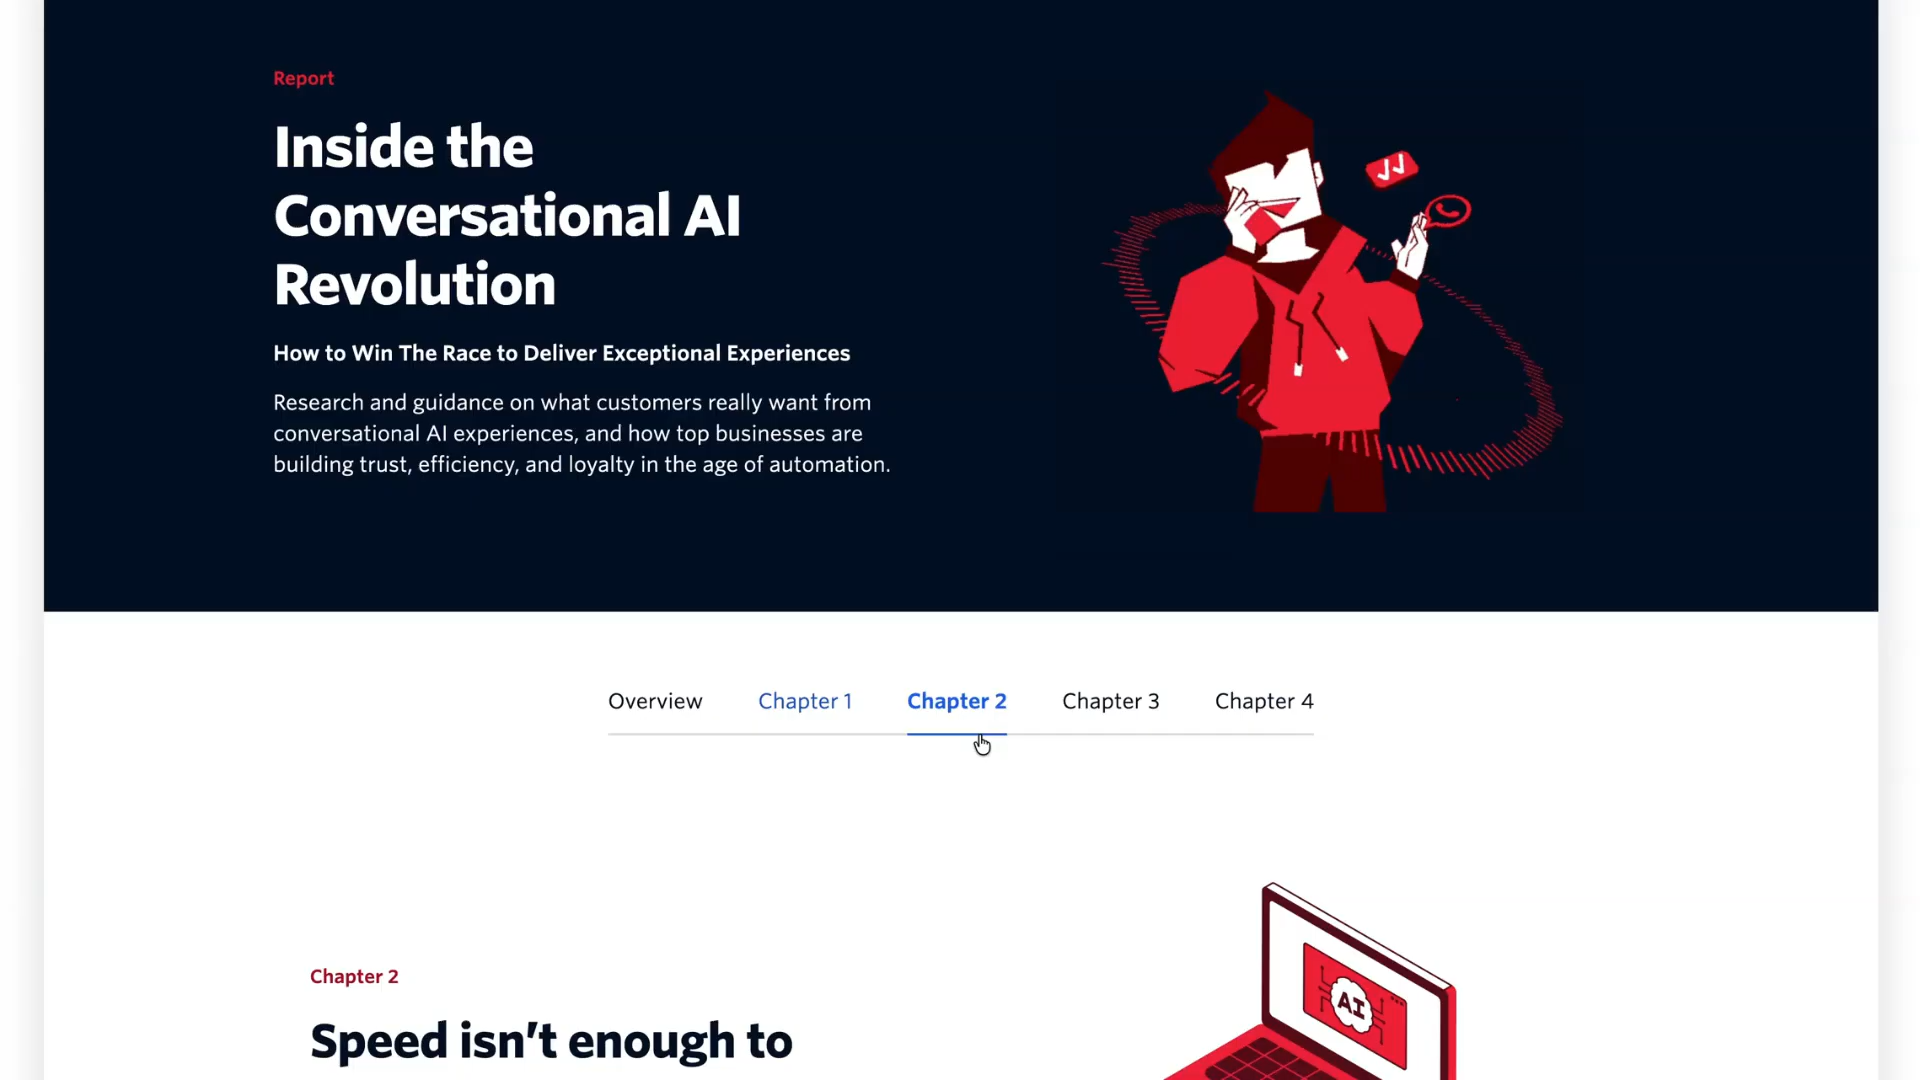 Report
Inside the
Conversational AI
Revolution
How to Win The Race to Deliver Exceptional Experiences
Research and guidance on what customers really want from
conversational AI experiences, and how top businesses are
building trust, efficiency, and loyalty in the age of automation.
Overview Chapter 1 Chapter 2 Chapter 3 Chapter 4
AI
Chapter 2
Speed isn’t enough to